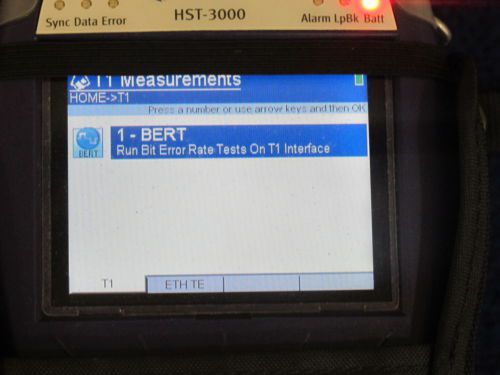 Sync Data Error
HST-3000
Alarm LpBk Batt
T1 Measurements
HOME->T1
Press a number or use arrow keys and then OK
BERT
1 - BERT
Run Bit Error Rate Tests On T1 Interface
T1
ETH TE